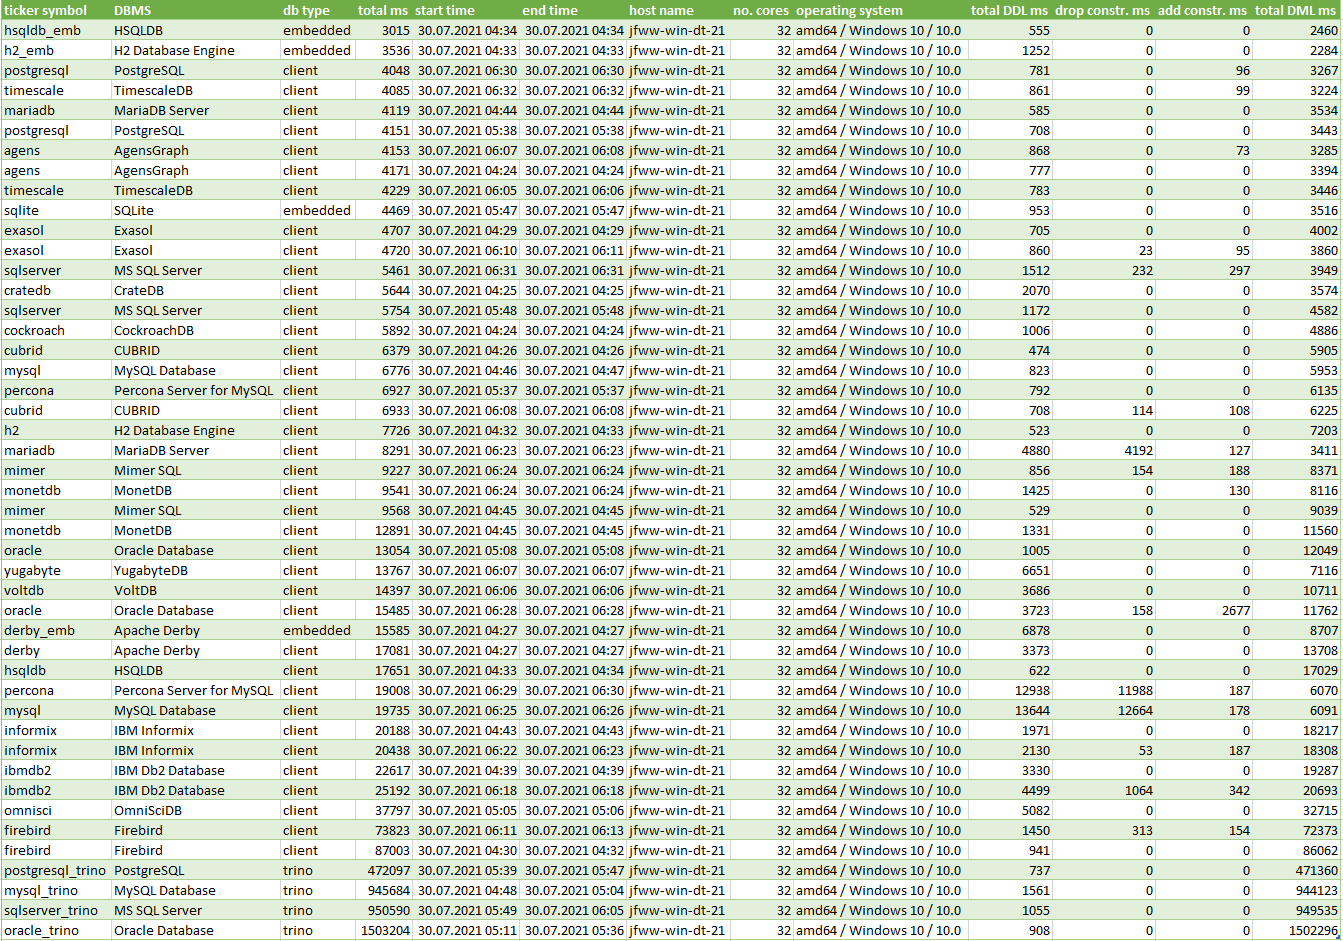 ticker symbol DBMS db type total ms start time end time host name no. cores operating system total DDL ms drop constr. ms add constr. ms total DML ms
hsqldb_emb HSQLDB embedded 3015 30.07.2021 04:34 30.07.2021 04:34 jfww-win-dt-21 32 amd64 / Windows 10 / 10.0 555 0 0 2460
h2_emb H2 Database Engine embedded 3536 30.07.2021 04:33 30.07.2021 04:33 jfww-win-dt-21 32 amd64 / Windows 10 / 10.0 1252 0 0 2284
postgresql PostgreSQL client 4048 30.07.2021 06:30 30.07.2021 06:30 jfww-win-dt-21 32 amd64 / Windows 10 / 10.0 781 0 96 3267
timescale TimescaleDB client 4085 30.07.2021 06:32 30.07.2021 06:32 jfww-win-dt-21 32 amd64 / Windows 10 / 10.0 861 0 99 3224
mariadb MariaDB Server client 4119 30.07.2021 04:44 30.07.2021 04:44 jfww-win-dt-21 32 amd64 / Windows 10 / 10.0 585 0 0 3534
postgresql PostgreSQL client 4151 30.07.2021 05:38 30.07.2021 05:38 jfww-win-dt-21 32 amd64 / Windows 10 / 10.0 708 0 0 3443
agens AgensGraph client 4153 30.07.2021 06:07 30.07.2021 06:08 jfww-win-dt-21 32 amd64 / Windows 10 / 10.0 868 0 73 3285
agens AgensGraph client 4171 30.07.2021 04:24 30.07.2021 04:24 jfww-win-dt-21 32 amd64 / Windows 10 / 10.0 777 0 0 3394
timescale TimescaleDB client 4229 30.07.2021 06:05 30.07.2021 06:06 jfww-win-dt-21 32 amd64 / Windows 10 / 10.0 783 0 0 3446
sqlite SQLite embedded 4469 30.07.2021 05:47 30.07.2021 05:47 jfww-win-dt-21 32 amd64 / Windows 10 / 10.0 953 0 0 3516
exasol Exasol client 4707 30.07.2021 04:29 30.07.2021 04:29 jfww-win-dt-21 32 amd64 / Windows 10 / 10.0 705 0 0 4002
exasol Exasol client 4720 30.07.2021 06:10 30.07.2021 06:11 jfww-win-dt-21 32 amd64 / Windows 10 / 10.0 860 23 95 3860
sqlserver MS SQL Server client 5461 30.07.2021 06:31 30.07.2021 06:31 jfww-win-dt-21 32 amd64 / Windows 10 / 10.0 1512 232 297 3949
cratedb CrateDB client 5644 30.07.2021 04:25 30.07.2021 04:25 jfww-win-dt-21 32 amd64 / Windows 10 / 10.0 2070 0 0 3574
sqlserver MS SQL Server client 5754 30.07.2021 05:48 30.07.2021 05:48 jfww-win-dt-21 32 amd64 / Windows 10 / 10.0 1172 0 0 4582
cockroach CockroachDB client 5892 30.07.2021 04:24 30.07.2021 04:24 jfww-win-dt-21 32 amd64 / Windows 10 / 10.0 1006 0 0 4886
cubrid CUBRID client 6379 30.07.2021 04:26 30.07.2021 04:26 jfww-win-dt-21 32 amd64 / Windows 10 / 10.0 474 0 0 5905
mysql MySQL Database client 6776 30.07.2021 04:46 30.07.2021 04:47 jfww-win-dt-21 32 amd64 / Windows 10 / 10.0 823 0 0 5953
percona Percona Server for MySQL client 6927 30.07.2021 05:37 30.07.2021 05:37 jfww-win-dt-21 32 amd64 / Windows 10 / 10.0 792 0 0 6135
cubrid CUBRID client 6933 30.07.2021 06:08 30.07.2021 06:08 jfww-win-dt-21 32 amd64 / Windows 10 / 10.0 708 114 108 6225
h2 H2 Database Engine client 7726 30.07.2021 04:32 30.07.2021 04:33 jfww-win-dt-21 32 amd64 / Windows 10 / 10.0 523 0 0 7203
mariadb MariaDB Server client 8291 30.07.2021 06:23 30.07.2021 06:23 jfww-win-dt-21 32 amd64 / Windows 10 / 10.0 4880 4192 127 3411
mimer Mimer SQL client 9227 30.07.2021 06:24 30.07.2021 06:24 jfww-win-dt-21 32 amd64 / Windows 10 / 10.0 856 154 188 8371
monetdb MonetDB client 9541 30.07.2021 06:24 30.07.2021 06:24 jfww-win-dt-21 32 amd64 / Windows 10 / 10.0 1425 0 130 8116
mimer Mimer SQL client 9568 30.07.2021 04:45 30.07.2021 04:45 jfww-win-dt-21 32 amd64 / Windows 10 / 10.0 529 0 0 9039
monetdb MonetDB client 12891 30.07.2021 04:45 30.07.2021 04:45 jfww-win-dt-21 32 amd64 / Windows 10 / 10.0 1331 0 0 11560
oracle Oracle Database client 13054 30.07.2021 05:08 30.07.2021 05:08 jfww-win-dt-21 32 amd64 / Windows 10 / 10.0 1005 0 0 12049
yugabyte YugabyteDB client 13767 30.07.2021 06:07 30.07.2021 06:07 jfww-win-dt-21 32 amd64 / Windows 10 / 10.0 6651 0 0 7116
voltdb VoltDB client 14397 30.07.2021 06:06 30.07.2021 06:06 jfww-win-dt-21 32 amd64 / Windows 10 / 10.0 3686 0 0 10711
oracle Oracle Database client 15485 30.07.2021 06:28 30.07.2021 06:28 jfww-win-dt-21 32 amd64 / Windows 10 / 10.0 3723 158 2677 11762
derby_emb Apache Derby embedded 15585 30.07.2021 04:27 30.07.2021 04:27 jfww-win-dt-21 32 amd64 / Windows 10 / 10.0 6878 0 0 8707
derby Apache Derby client 17081 30.07.2021 04:27 30.07.2021 04:27 jfww-win-dt-21 32 amd64 / Windows 10 / 10.0 3373 0 0 13708
hsqldb HSQLDB client 17651 30.07.2021 04:33 30.07.2021 04:34 jfww-win-dt-21 32 amd64 / Windows 10 / 10.0 622 0 0 17029
percona Percona Server for MySQL client 19008 30.07.2021 06:29 30.07.2021 06:30 jfww-win-dt-21 32 amd64 / Windows 10 / 10.0 12938 11988 187 6070
mysql MySQL Database client 19735 30.07.2021 06:25 30.07.2021 06:26 jfww-win-dt-21 32 amd64 / Windows 10 / 10.0 13644 12664 178 6091
informix IBM Informix client 20188 30.07.2021 04:43 30.07.2021 04:43 jfww-win-dt-21 32 amd64 / Windows 10 / 10.0 1971 0 0 18217
informix IBM Informix client 20438 30.07.2021 06:22 30.07.2021 06:23 jfww-win-dt-21 32 amd64 / Windows 10 / 10.0 2130 53 187 18308
ibmdb2 IBM Db2 Database client 22617 30.07.2021 04:39 30.07.2021 04:39 jfww-win-dt-21 32 amd64 / Windows 10 / 10.0 3330 0 0 19287
ibmdb2 IBM Db2 Database client 25192 30.07.2021 06:18 30.07.2021 06:18 jfww-win-dt-21 32 amd64 / Windows 10 / 10.0 4499 1064 342 20693
omnisci OmniSciDB client 37797 30.07.2021 05:05 30.07.2021 05:06 jfww-win-dt-21 32 amd64 / Windows 10 / 10.0 5082 0 0 32715
firebird Firebird client 73823 30.07.2021 06:11 30.07.2021 06:13 jfww-win-dt-21 32 amd64 / Windows 10 / 10.0 1450 313 154 72373
firebird Firebird client 87003 30.07.2021 04:30 30.07.2021 04:32 jfww-win-dt-21 32 amd64 / Windows 10 / 10.0 941 0 0 86062
postgresql_trino PostgreSQL trino 472097 30.07.2021 05:39 30.07.2021 05:47 jfww-win-dt-21 32 amd64 / Windows 10 / 10.0 737 0 0 471360
mysql_trino MySQL Database trino 945684 30.07.2021 04:48 30.07.2021 05:04 jfww-win-dt-21 32 amd64 / Windows 10 / 10.0 1561 0 0 944123
sqlserver_trino MS SQL Server trino 950590 30.07.2021 05:49 30.07.2021 06:05 jfww-win-dt-21 32 amd64 / Windows 10 / 10.0 1055 0 0 949535
oracle_trino Oracle Database trino 1503204 30.07.2021 05:11 30.07.2021 05:36 jfww-win-dt-21 32 amd64 / Windows 10 / 10.0 908 0 0 1502296